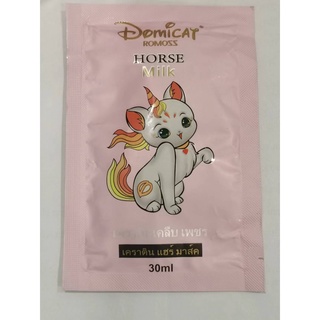 DomiCAT
ROMOSS
HORSE
Milk
เคราติน แฮร์ มาส์ค
30ml